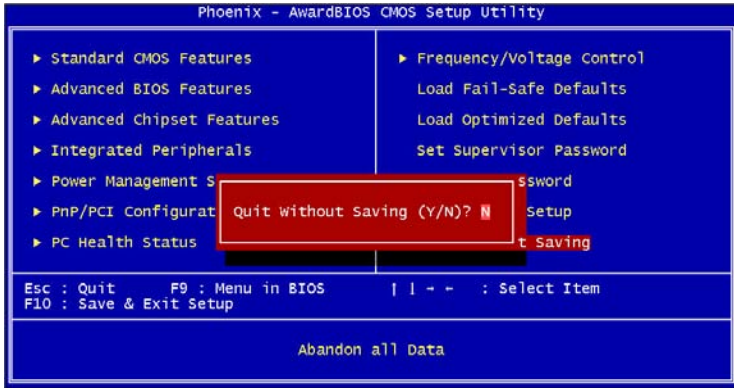 Phoenix - AwardBIOS CMOS Setup Utility
► Standard CMOS Features
► Advanced BIOS Features
► Advanced Chipset Features
► Integrated Peripherals
► Power Management S
► PnP/PCI Configurat
► PC Health Status
► Frequency/Voltage Control
Load Fail-Safe Defaults
Load Optimized Defaults
Set Supervisor Password
ssword
Setup
t Saving
Quit Without Saving (Y/N)? N
Esc : Quit F9 : Menu in BIOS ↑ ↓ → ← : Select Item
F10 : Save & Exit Setup
Abandon all Data